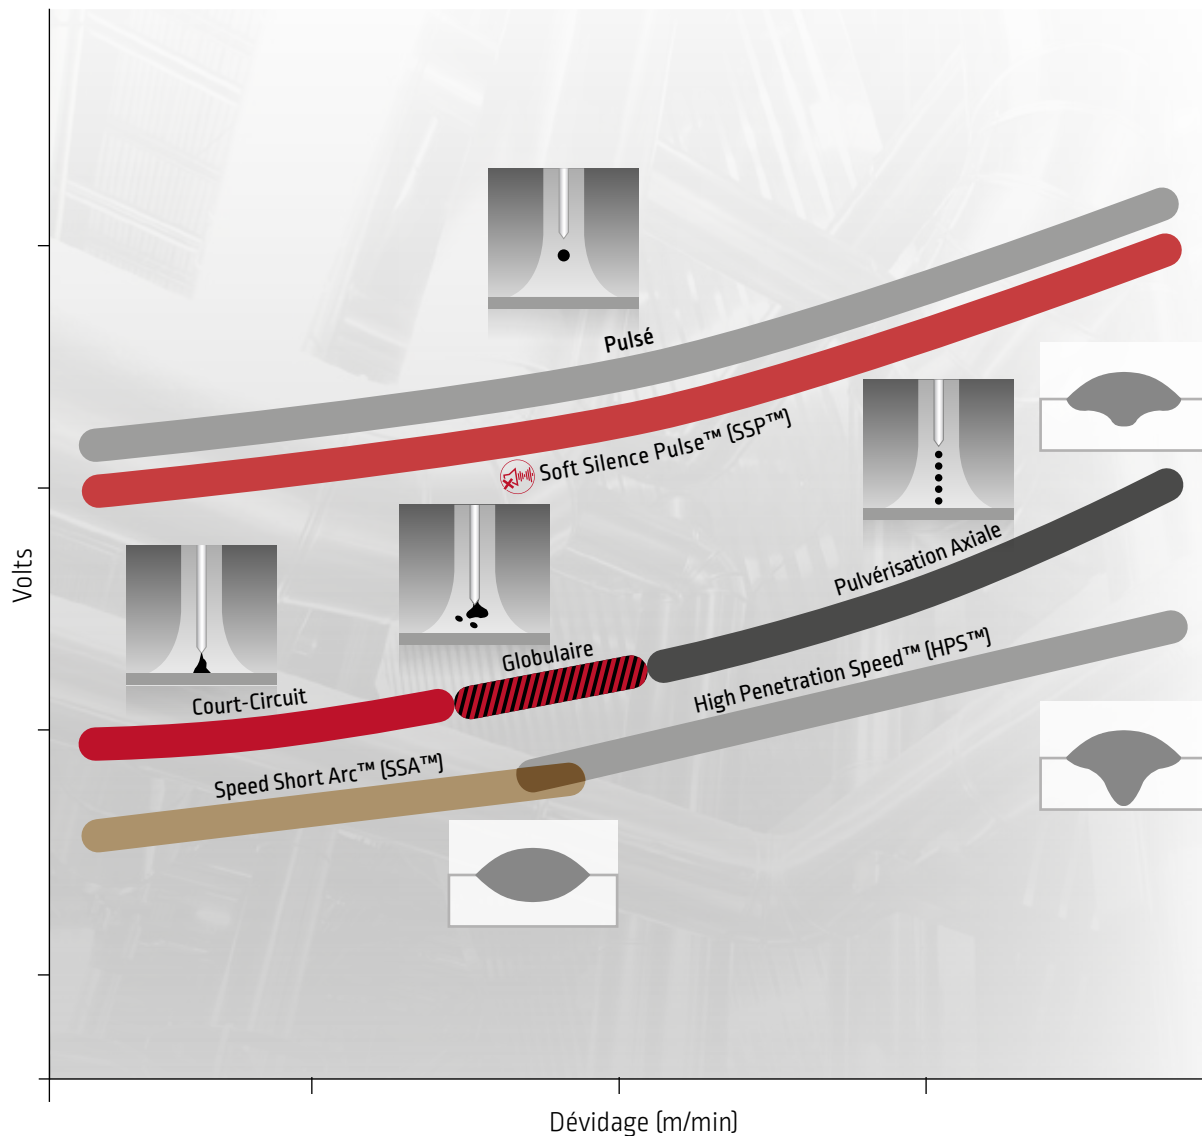 Pulsé
Soft Silence Pulse™ (SSP™)
Pulvérisation Axiale
Volts
Globulaire
High Penetration Speed™ (HPS™)
Court-Circuit
Speed Short Arc™ (SSA™)
Dévidage (m/min)